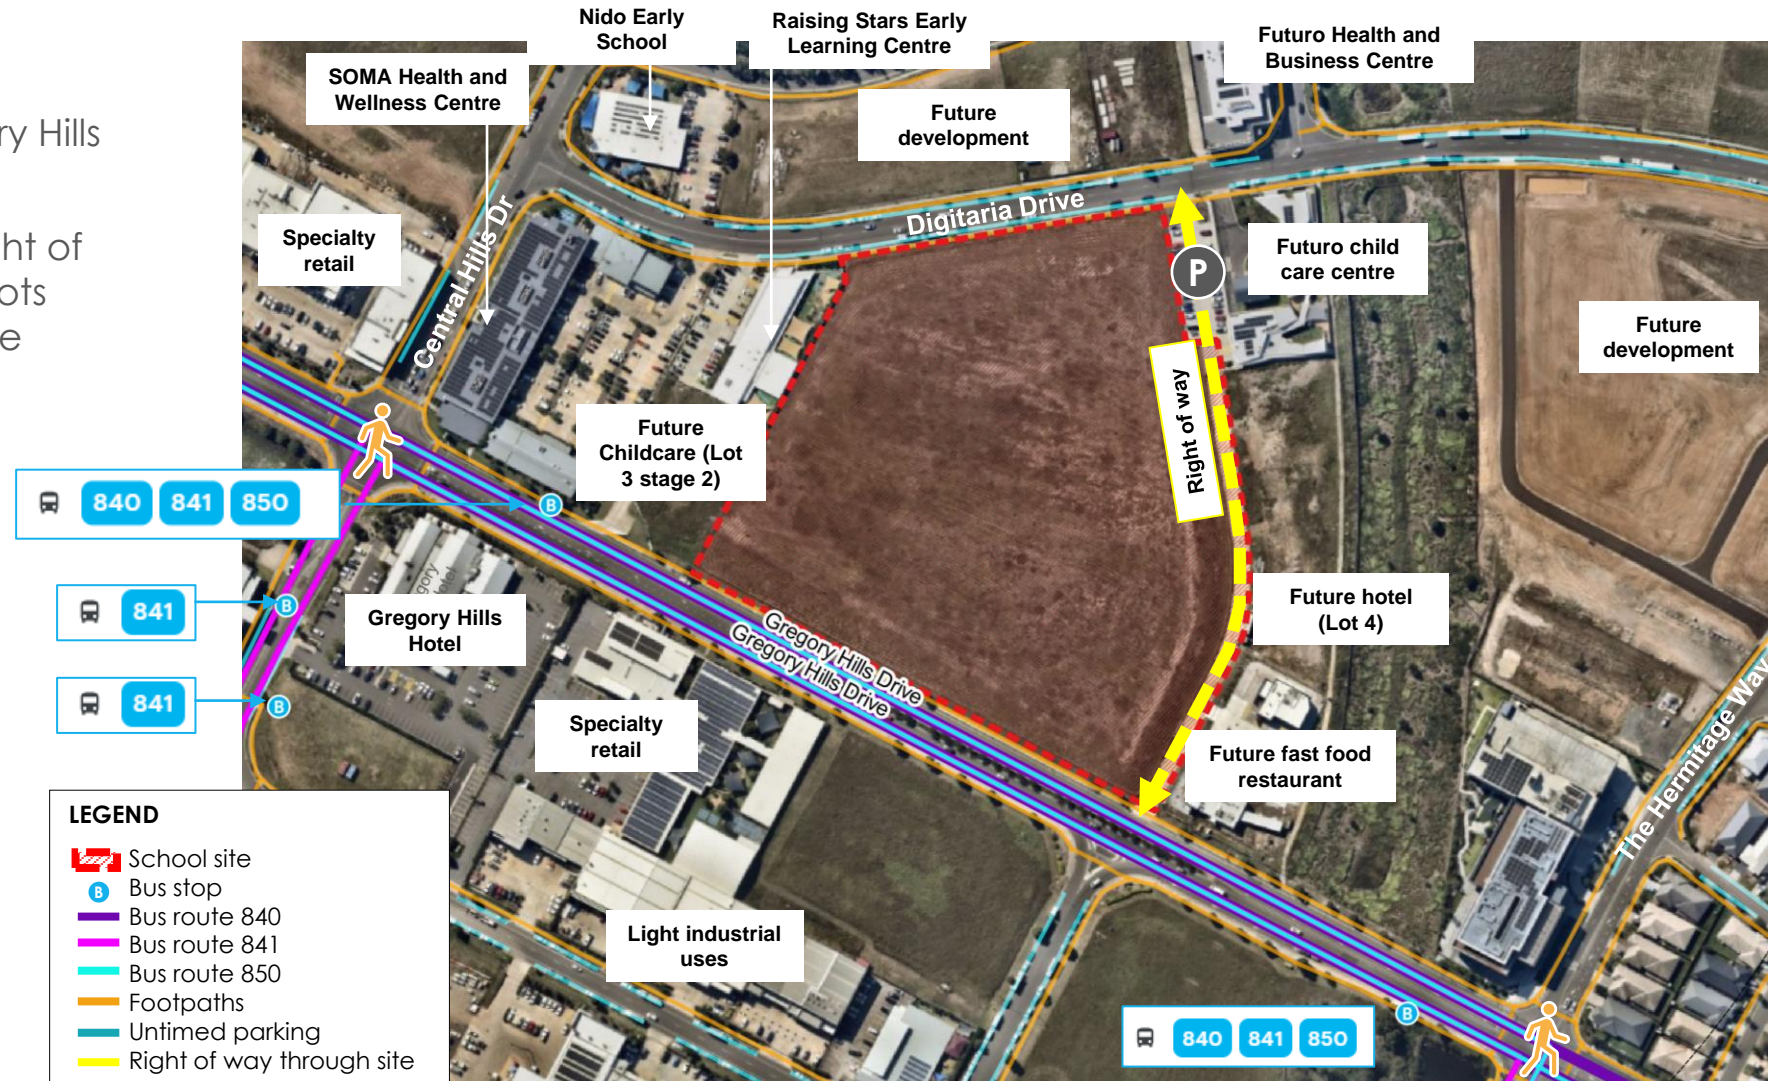 ry Hills
ht of
ots
e
Nido Early
School
Raising Stars Early
Learning Centre
Futuro Health and
Business Centre
SOMA Health and
Wellness Centre
Future
development
Specialty
retail
Central Hills Dr
Digitaria Drive
P
Futuro child
care centre
Future
development
Right of way
Future
Childcare (Lot
3 stage 2)
840 841 850
B
841
B
Gregory Hills
Hotel
Future hotel
(Lot 4)
841
B
Gregory Hills Drive
Gregory Hills Drive
Specialty
retail
Future fast food
restaurant
The Hermitage Way
Light industrial
uses
B
840 841 850
LEGEND
School site
B Bus stop
Bus route 840
Bus route 841
Bus route 850
Footpaths
Untimed parking
Right of way through site